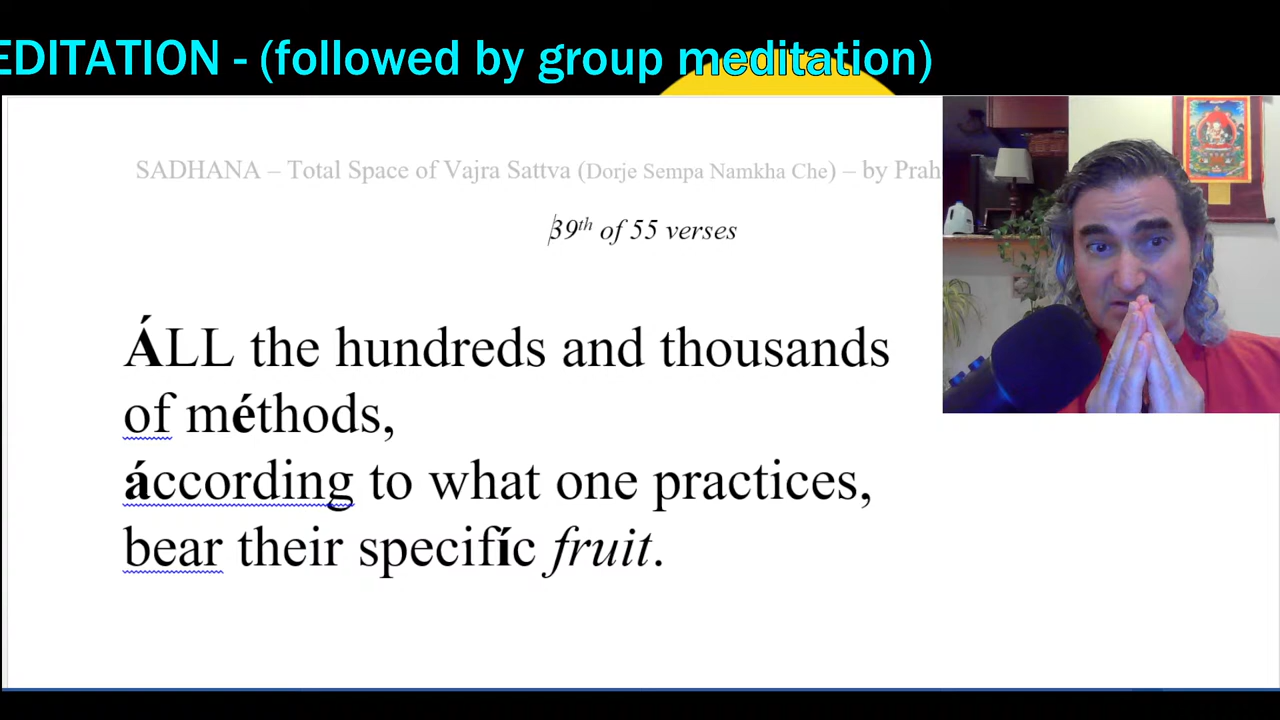 EDITATION - (followed by group meditation)
SADHANA – Total Space of Vajra Sattva (Dorje Sempa Namkha Che) – by Prah
39th of 55 verses
ÁLL the hundreds and thousands
of méthods,
áccording to what one practices,
bear their specifíc fruit.